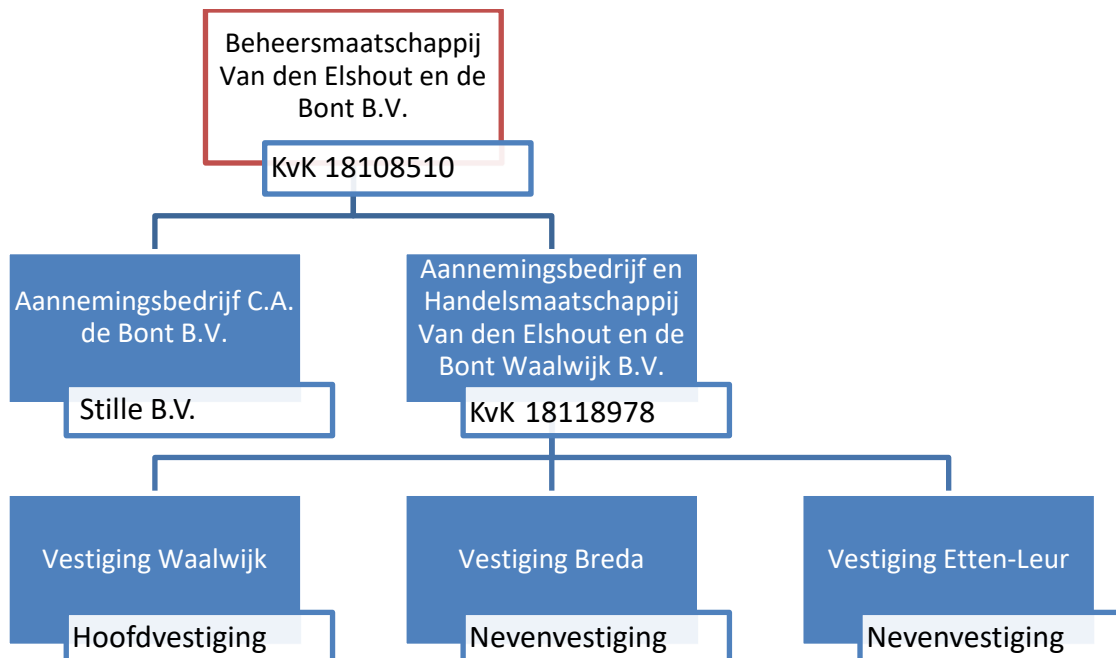 Beheersmaatschappij
Van den Elshout en de
Bont B.V.
KvK 18108510
Aannemingsbedrijf C.A.
de Bont B.V.
Stille B.V.
Aannemingsbedrijf en
Handelsmaatschappij
Van den Elshout en de
Bont Waalwijk B.V.
KvK 18118978
Vestiging Waalwijk
Hoofdvestiging
Vestiging Breda
Nevenvestiging
Vestiging Etten-Leur
Nevenvestiging